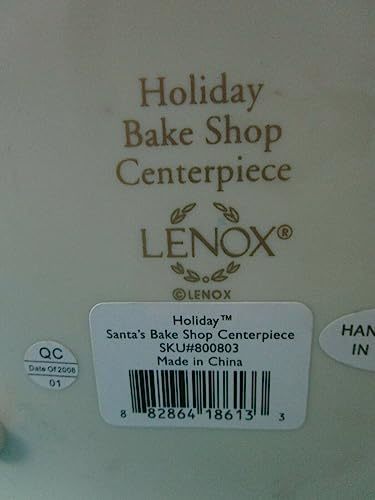 Holiday
Bake Shop
Centerpiece
LENOX®
© LENOX
Holiday™
Santa's Bake Shop Centerpiece
SKU#800803
Made in China
8 82864 18613 3
QC
Date Of 2008
01
HAN
IN